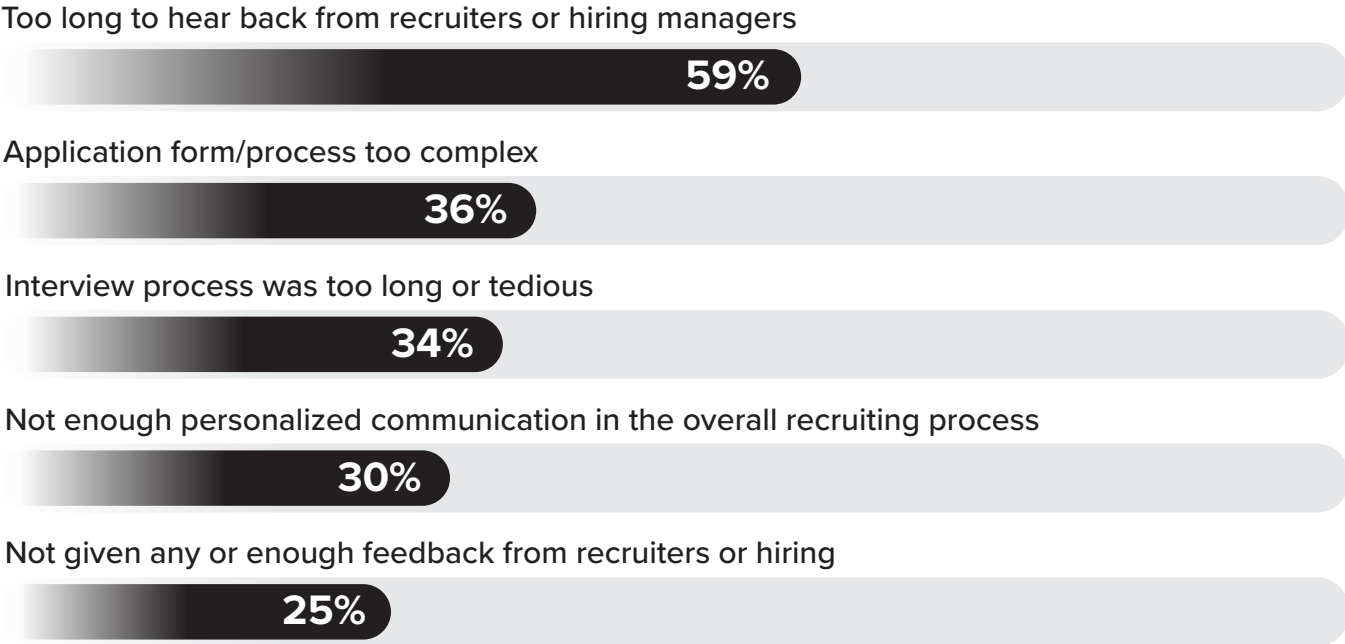 Too long to hear back from recruiters or hiring managers
59%
Application form/process too complex
36%
Interview process was too long or tedious
34%
Not enough personalized communication in the overall recruiting process
30%
Not given any or enough feedback from recruiters or hiring
25%